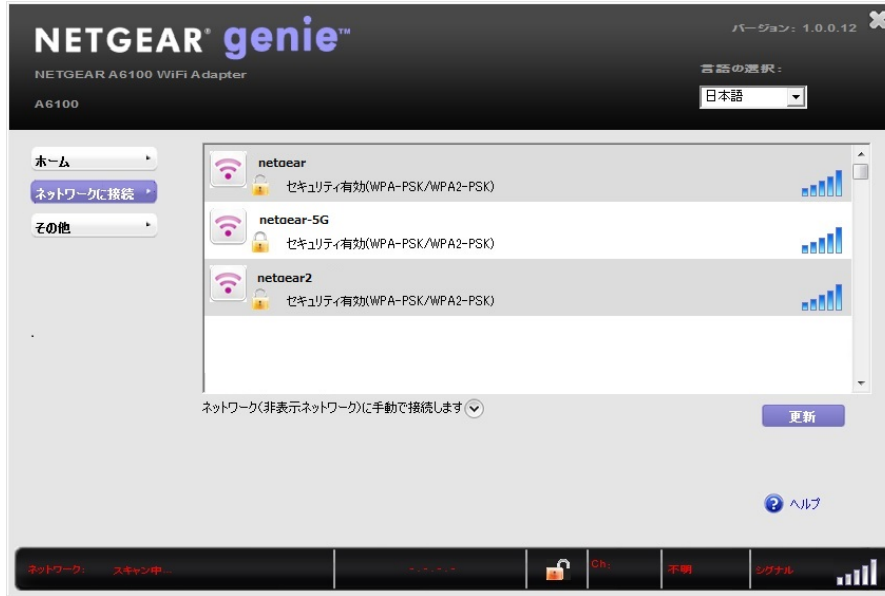 NETGEAR® genie™
バージョン: 1.0.0.12
NETGEAR A6100 WiFi Adapter
言語の選択:
A6100
日本語
ホーム
ネットワークに接続
その他
netgear
セキュリティ有効(WPA-PSK/WPA2-PSK)
netgear-5G
セキュリティ有効(WPA-PSK/WPA2-PSK)
netgear2
セキュリティ有効(WPA-PSK/WPA2-PSK)
ネットワーク(非表示ネットワーク)に手動で接続します
更新
ヘルプ
ネットワーク: スキャン中... -.-.-.-.- Ch: 不明 シグナル